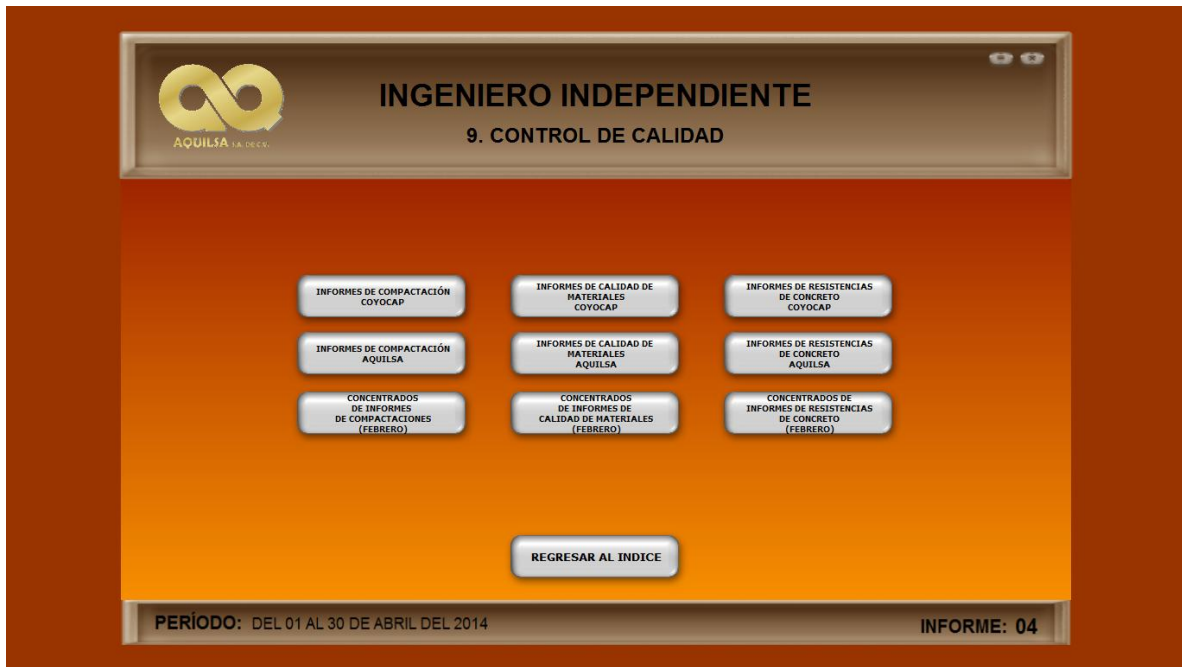 INGENIERO INDEPENDIENTE
9. CONTROL DE CALIDAD
AQUILSA S.A. DE C.V.
INFORMES DE COMPACTACIÓN
COYOCAP
INFORMES DE CALIDAD DE
MATERIALES
COYOCAP
INFORMES DE RESISTENCIAS
DE CONCRETO
COYOCAP
INFORMES DE COMPACTACIÓN
AQUILSA
INFORMES DE CALIDAD DE
MATERIALES
AQUILSA
INFORMES DE RESISTENCIAS
DE CONCRETO
AQUILSA
CONCENTRADOS
DE INFORMES
DE COMPACTACIONES
(FEBRERO)
CONCENTRADOS
DE INFORMES DE
CALIDAD DE MATERIALES
(FEBRERO)
CONCENTRADOS DE
INFORMES DE RESISTENCIAS
DE CONCRETO
(FEBRERO)
REGRESAR AL INDICE
PERÍODO: DEL 01 AL 30 DE ABRIL DEL 2014
INFORME: 04